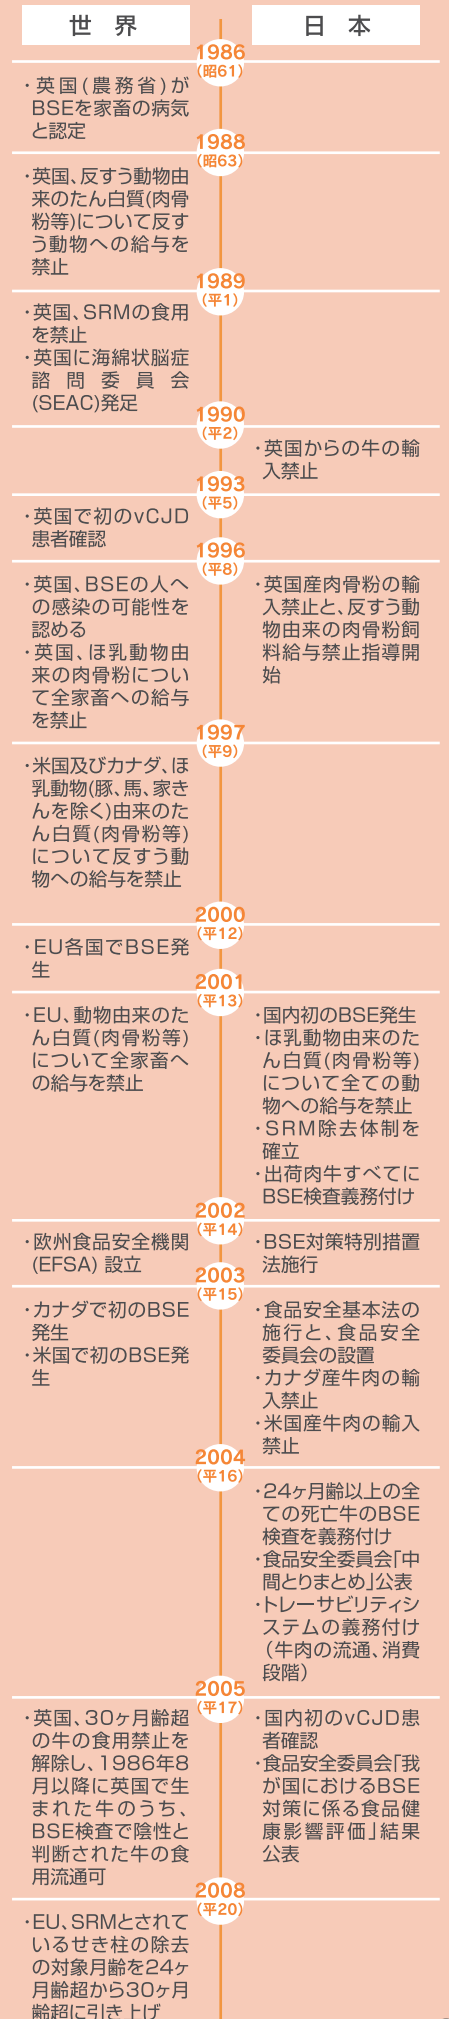 世　界
日　本
1986
(昭61)
・英国(農務省)が
BSEを家畜の病気
と認定
1988
(昭63)
・英国、反すう動物由
来のたん白質(肉骨
粉等)について反す
う動物への給与を
禁止
1989
(平1)
・英国、SRMの食用
を禁止
・英国に海綿状脳症
諮問委員会
(SEAC)発足
1990
(平2)
・英国からの牛の輸
入禁止
1993
(平5)
・英国で初のvCJD
患者確認
1996
(平8)
・英国、BSEの人へ
の感染の可能性を
認める
・英国、ほ乳動物由
来の肉骨粉につい
て全家畜への給与
を禁止
・英国産肉骨粉の輸
入禁止と、反すう動
物由来の肉骨粉飼
料給与禁止指導開
始
1997
(平9)
・米国及びカナダ、ほ
乳動物(豚、馬、家き
んを除く)由来のた
ん白質(肉骨粉等)
について反すう動
物への給与を禁止
2000
(平12)
・EU各国でBSE発
生
2001
(平13)
・EU、動物由来のた
ん白質(肉骨粉等)
について全家畜へ
の給与を禁止
・国内初のBSE発生
・ほ乳動物由来のた
ん白質(肉骨粉等)
について全ての動
物への給与を禁止
・SRM除去体制を
確立
・出荷肉牛すべてに
BSE検査義務付け
2002
(平14)
・欧州食品安全機関
(EFSA) 設立
・BSE対策特別措置
法施行
2003
(平15)
・カナダで初のBSE
発生
・米国で初のBSE発
生
・食品安全基本法の
施行と、食品安全
委員会の設置
・カナダ産牛肉の輸
入禁止
・米国産牛肉の輸入
禁止
2004
(平16)
・24ヶ月齢以上の全
ての死亡牛のBSE
検査を義務付け
・食品安全委員会「中
間とりまとめ」公表
・トレーサビリティシ
ステムの義務付け
（牛肉の流通、消費
段階）
2005
(平17)
・英国、30ヶ月齢超
の牛の食用禁止を
解除し、1986年8
月以降に英国で生
まれた牛のうち、
BSE検査で陰性と
判断された牛の食
用流通可
・国内初のvCJD患
者確認
・食品安全委員会「我
が国におけるBSE
対策に係る食品健
康影響評価」結果
公表
2008
(平20)
・EU、SRMとされて
いるせき柱の除去
の対象月齢を24ヶ
月齢超から30ヶ月
齢超に引き上げ